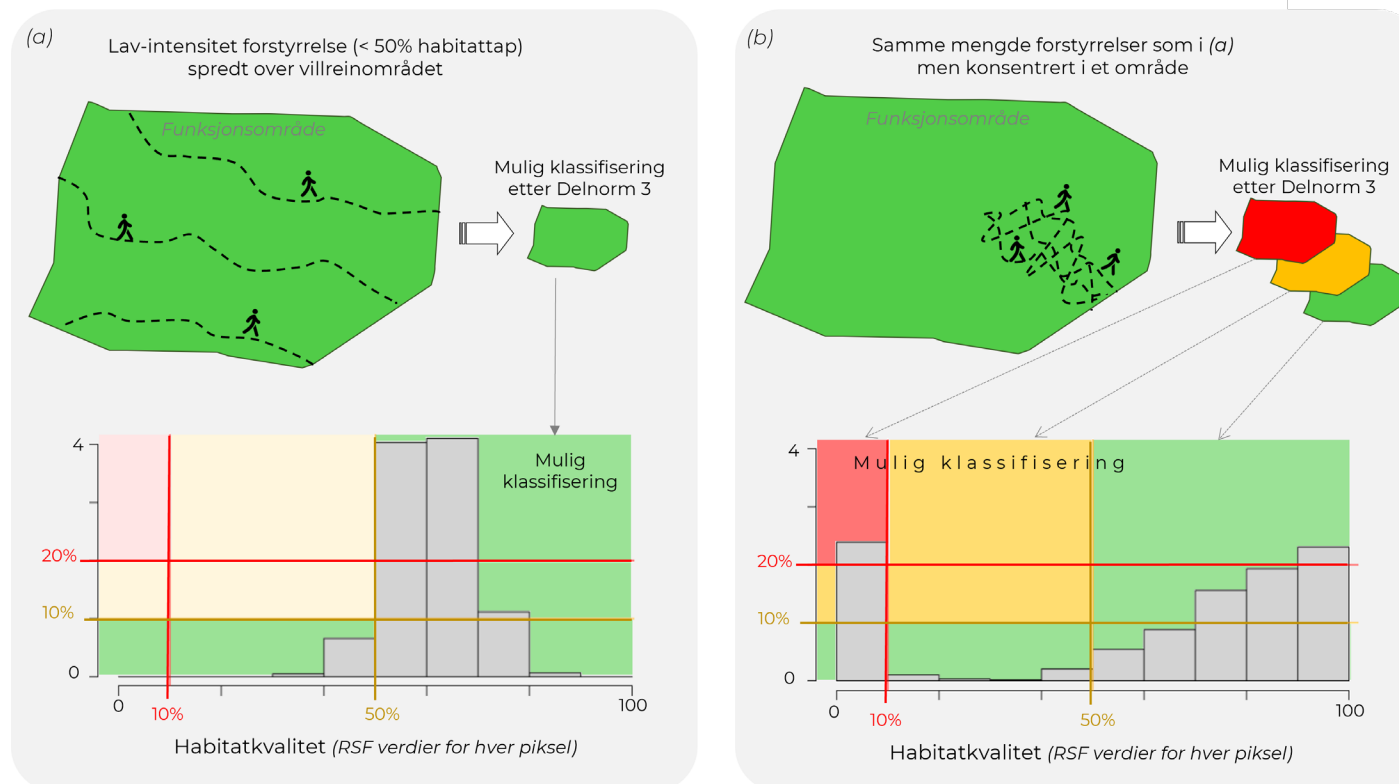 (a)
Lav-intensitet forstyrrelse (< 50% habitattap)
spredt over villreinområdet
Funksjonsområde
Mulig klassifisering
etter Delnorm 3
4
20%
10%
0
Mulig
klassifisering
0
10%
50%
100
Habitatkvalitet (RSF verdier for hver piksel)
(b)
Samme mengde forstyrrelser som i (a)
men konsentrert i et område
Funksjonsområde
Mulig klassifisering
etter Delnorm 3
4
Mulig klassifisering
20%
10%
0
0
10%
50%
100
Habitatkvalitet (RSF verdier for hver piksel)